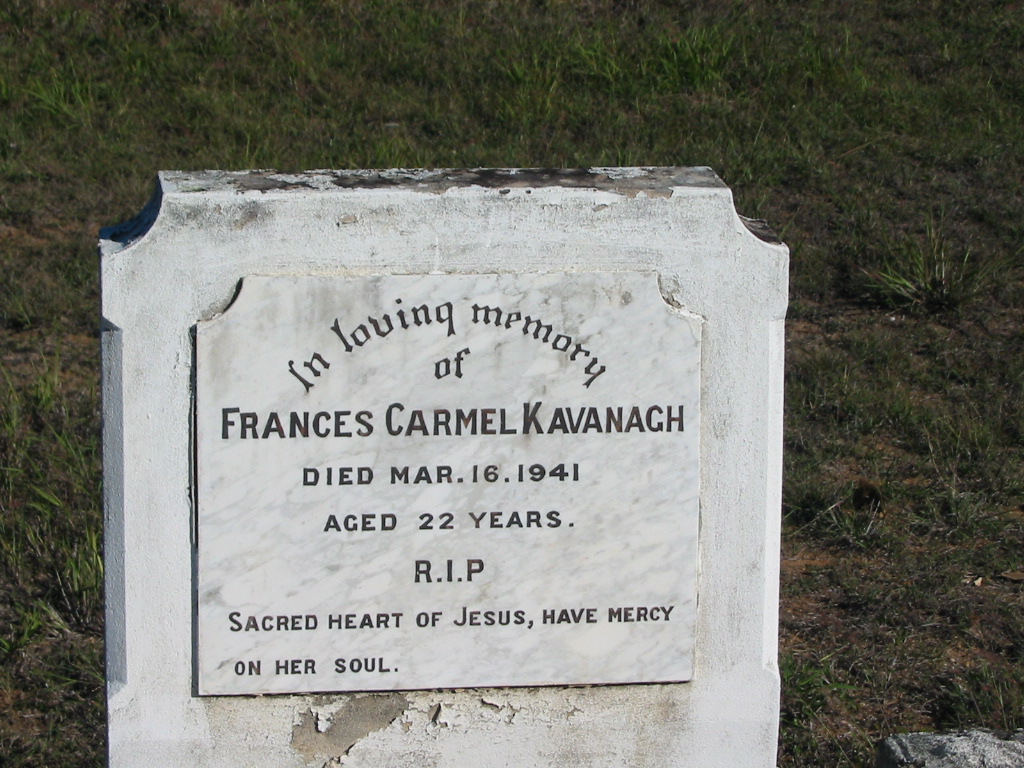 In loving memory
of
FRANCES CARMEL KAVANAGH
DIED MAR. 16. 1941
AGED 22 YEARS.
R.I.P
SACRED HEART OF JESUS, HAVE MERCY
ON HER SOUL.